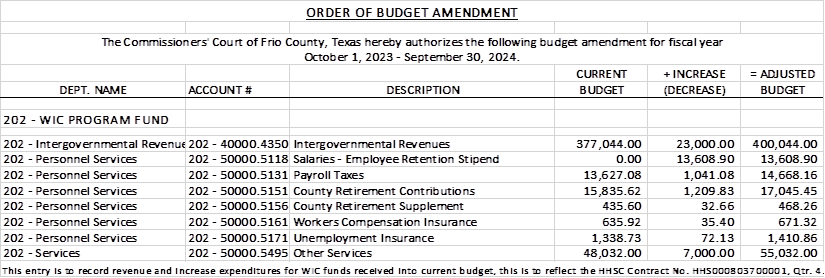 ORDER OF BUDGET AMENDMENT
The Commissioners' Court of Frio County, Texas hereby authorizes the following budget amendment for fiscal year
October 1, 2023 - September 30, 2024.
CURRENT + INCREASE = ADJUSTED
DEPT. NAME ACCOUNT # DESCRIPTION BUDGET (DECREASE) BUDGET
202 - WIC PROGRAM FUND
202 - Intergovernmental Revenue 202 - 40000.4350 Intergovernmental Revenues 377,044.00 23,000.00 400,044.00
202 - Personnel Services 202 - 50000.5118 Salaries - Employee Retention Stipend 0.00 13,608.90 13,608.90
202 - Personnel Services 202 - 50000.5131 Payroll Taxes 13,627.08 1,041.08 14,668.16
202 - Personnel Services 202 - 50000.5151 County Retirement Contributions 15,835.62 1,209.83 17,045.45
202 - Personnel Services 202 - 50000.5156 County Retirement Supplement 435.60 32.66 468.26
202 - Personnel Services 202 - 50000.5161 Workers Compensation Insurance 635.92 35.40 671.32
202 - Personnel Services 202 - 50000.5171 Unemployment Insurance 1,338.73 72.13 1,410.86
202 - Services 202 - 50000.5495 Other Services 48,032.00 7,000.00 55,032.00
This entry is to record revenue and increase expenditures for WIC funds received into current budget, this is to reflect the HHSC Contract No. HHS000803700001, Qtr. 4.